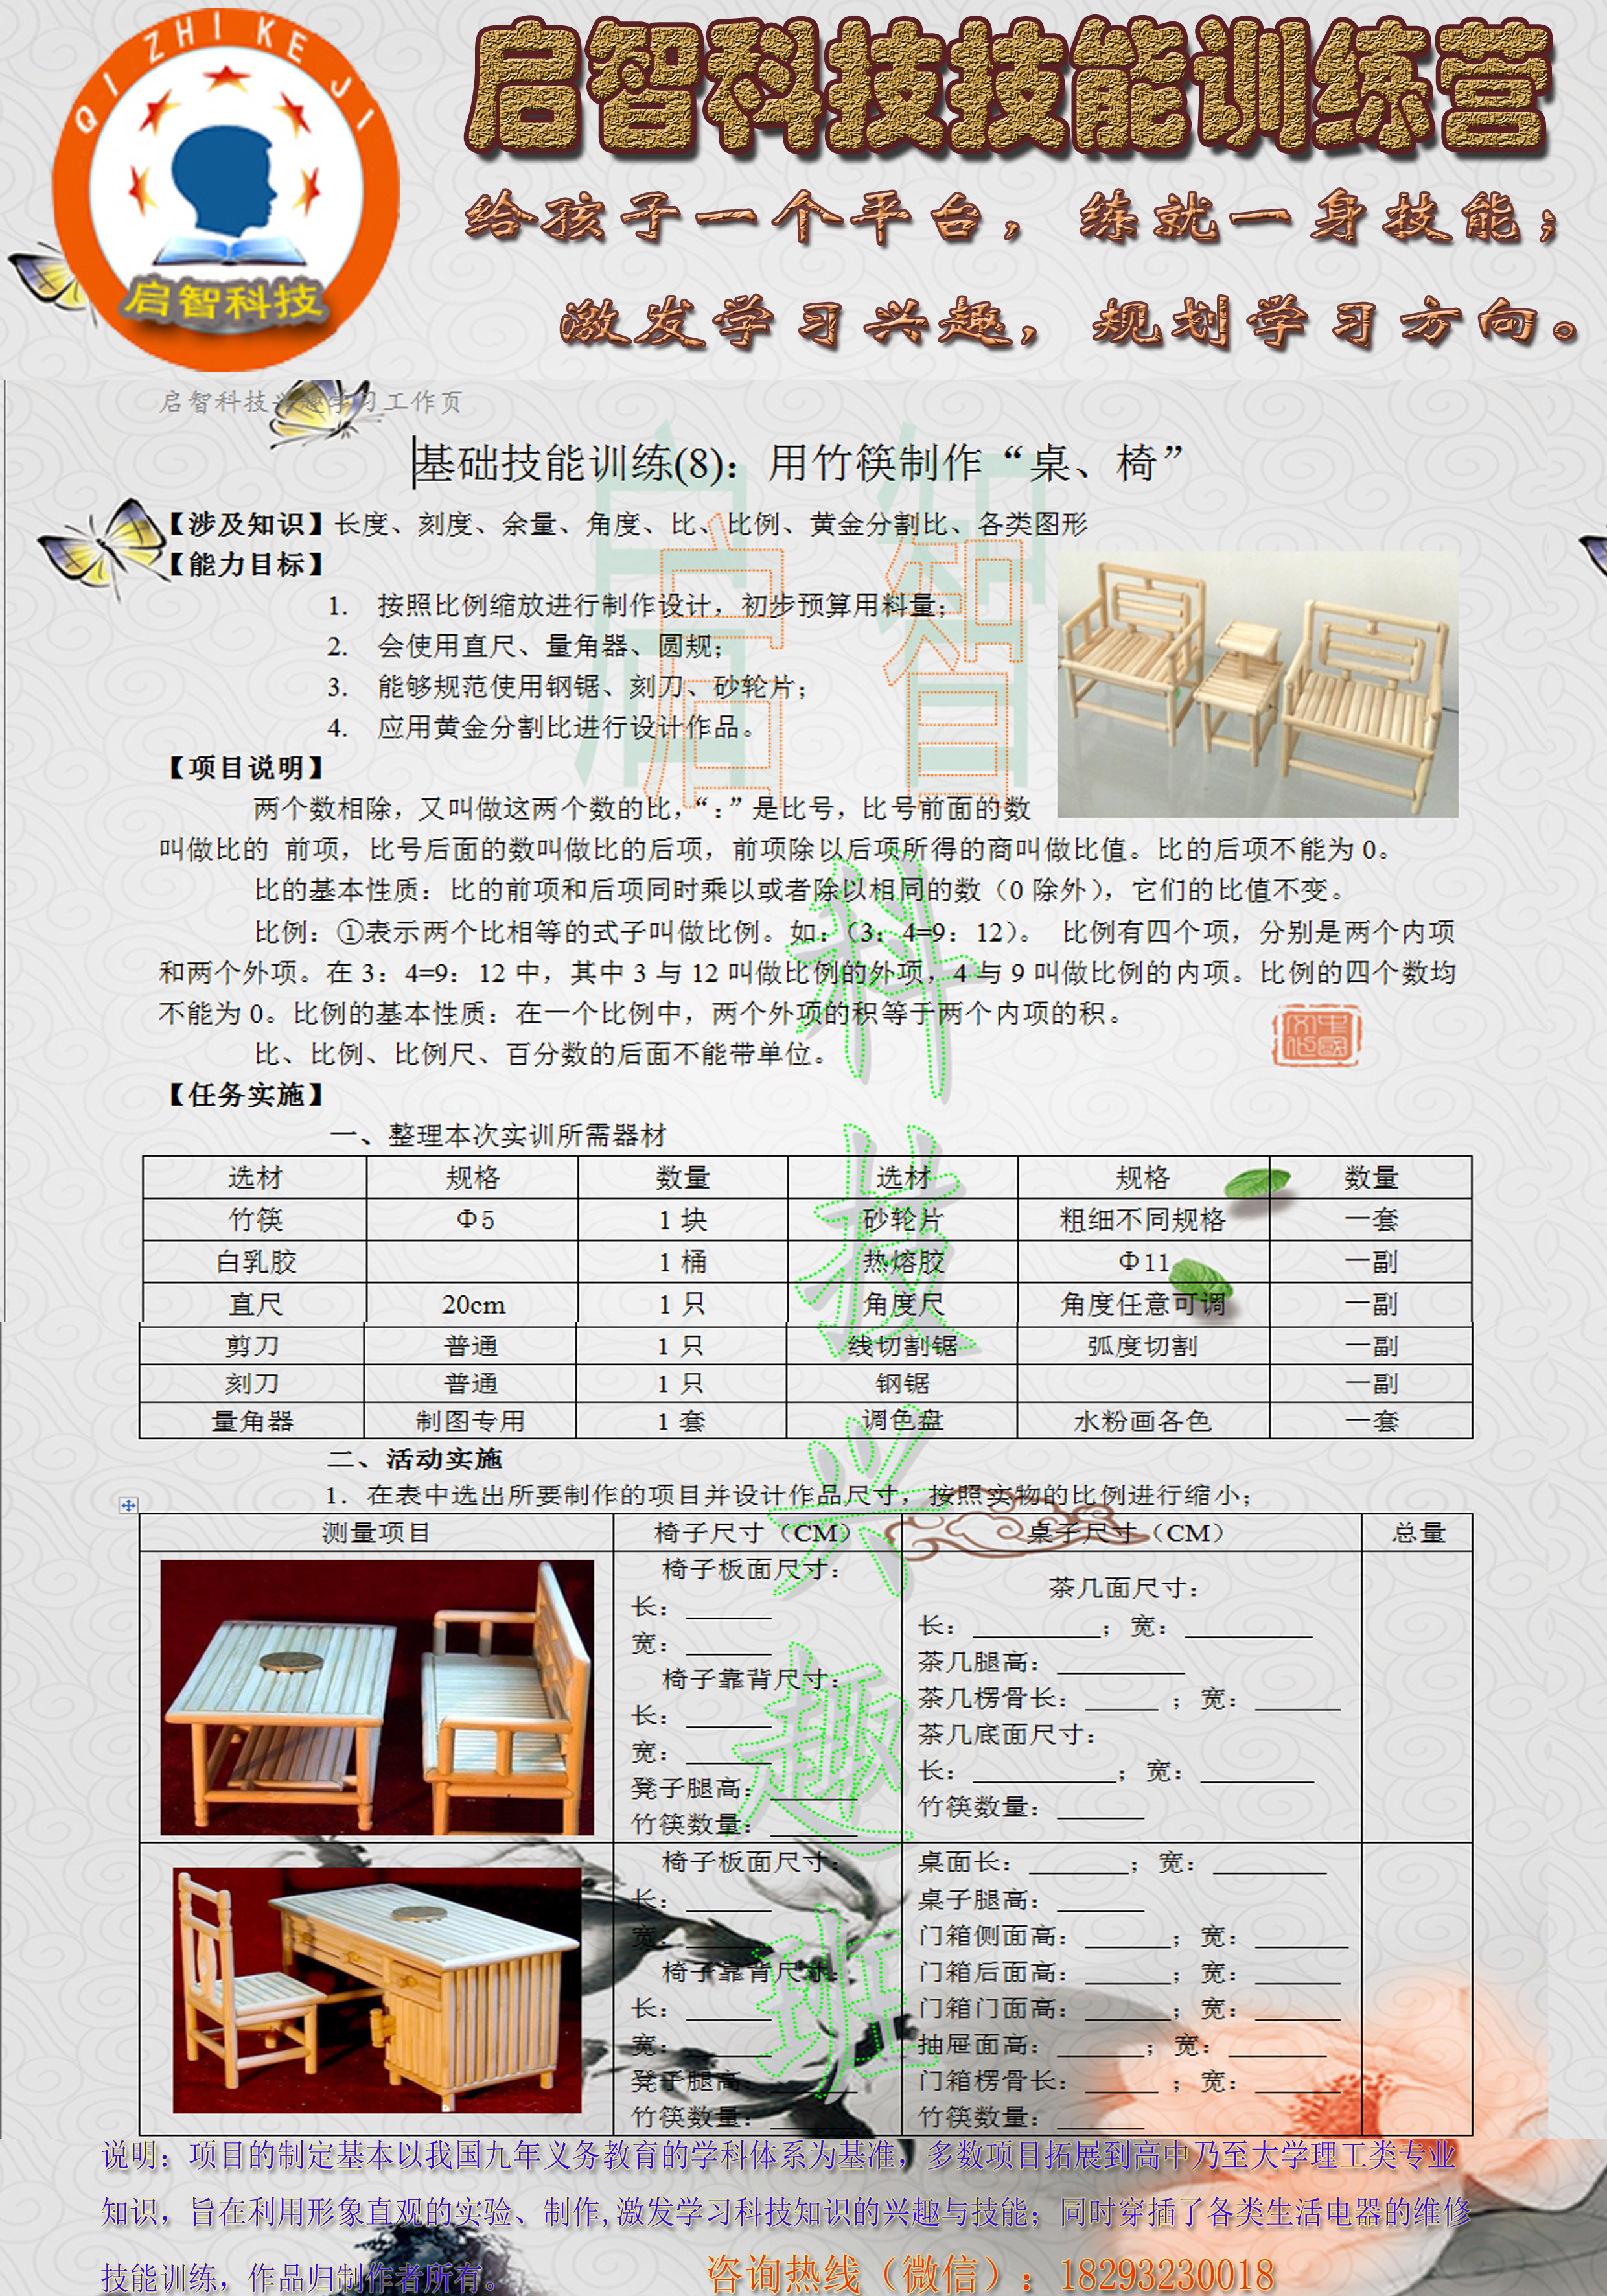 QI ZHI KE JI
启智科技
启智科技技能训练营
给孩子一个平台，练就一身技能；
激发学习兴趣，规划学习方向。
启智科技兴趣学习工作页
基础技能训练(8)：用竹筷制作“桌、椅”
【涉及知识】长度、刻度、余量、角度、比、比例、黄金分割比、各类图形
【能力目标】
1. 按照比例缩放进行制作设计，初步预算用料量；
2. 会使用直尺、量角器、圆规；
3. 能够规范使用钢锯、刻刀、砂轮片；
4. 应用黄金分割比进行设计作品。
【项目说明】
两个数相除，又叫做这两个数的比，“：”是比号，比号前面的数
叫做比的 前项，比号后面的数叫做比的后项，前项除以后项所得的商叫做比值。比的后项不能为 0。
比的基本性质：比的前项和后项同时乘以或者除以相同的数（0 除外），它们的比值不变。
比例：①表示两个比相等的式子叫做比例。如：（3：4=9：12）。 比例有四个项，分别是两个内项
和两个外项。在 3：4=9：12 中，其中 3 与 12 叫做比例的外项，4 与 9 叫做比例的内项。比例的四个数均
不能为 0。比例的基本性质：在一个比例中，两个外项的积等于两个内项的积。
比、比例、比例尺、百分数的后面不能带单位。
【任务实施】
一、整理本次实训所需器材
选材 规格 数量 选材 规格 数量
竹筷 Φ5 1 块 砂轮片 粗细不同规格 一套
白乳胶 1 桶 热熔胶 Φ11 一副
直尺 20cm 1 只 角度尺 角度任意可调 一副
剪刀 普通 1 只 线切割锯 弧度切割 一副
刻刀 普通 1 只 钢锯 一副
量角器 制图专用 1 套 调色盘 水粉画各色 一套
二、活动实施
1．在表中选出所要制作的项目并设计作品尺寸，按照实物的比例进行缩小；
测量项目 椅子尺寸（CM） 桌子尺寸（CM） 总量
椅子板面尺寸：
长：______
宽：______
椅子靠背尺寸：
长：______
宽：______
凳子腿高：______
竹筷数量：______
茶几面尺寸：
长：_________；宽：_________
茶几腿高：_________
茶几楞骨长：_____ ；宽：______
茶几底面尺寸：
长：__________；宽：________
竹筷数量：______
椅子板面尺寸：
长：______
宽：______
椅子靠背尺寸：
长：______
宽：______
凳子腿高：______
竹筷数量：______
桌面长：_______；宽：________
桌子腿高：______
门箱侧面高：______；宽：_______
门箱后面高：______；宽：______
门箱门面高：______；宽：______
抽屉面高：______；宽：_______
门箱楞骨长：_____ ；宽：______
竹筷数量：______
启智
科技兴趣班
说明：项目的制定基本以我国九年义务教育的学科体系为基准，多数项目拓展到高中乃至大学理工类专业
知识，旨在利用形象直观的实验、制作,激发学习科技知识的兴趣与技能；同时穿插了各类生活电器的维修
技能训练，作品归制作者所有。
咨询热线（微信）：18293230018